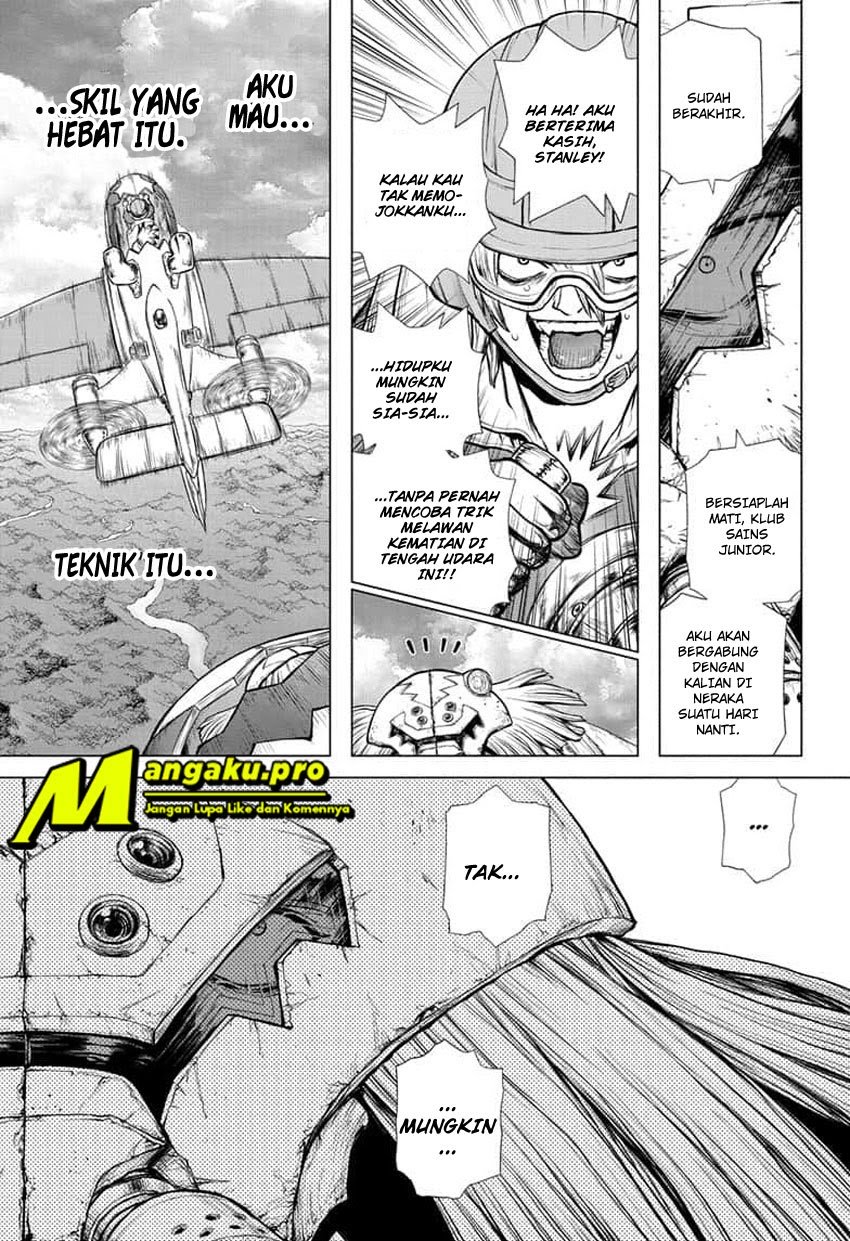 SUDAH
BERAKHIR.
BERSIAPLAH
MATI, KLUB
SAINS
JUNIOR.
AKU AKAN
BERGABUNG
DENGAN
KALIAN DI
NERAKA
SUATU HARI
NANTI.
HA HA! AKU
BERTERIMA
KASIH,
STANLEY!
KALAU KAU
TAK MEMO-
JOKKANKU...
...HIDUPKU
MUNGKIN
SUDAH
SIA-SIA...
...TANPA PERNAH
MENCOBA TRIK
MELAWAN
KEMATIAN DI
TENGAH UDARA
INI!!
AKU
MAU...
...SKIL YANG
HEBAT ITU.
TEKNIK ITU...
Mangaku.pro
Jangan Lupa Like dan Komennya
...
TAK...
...
MUNGKIN
...